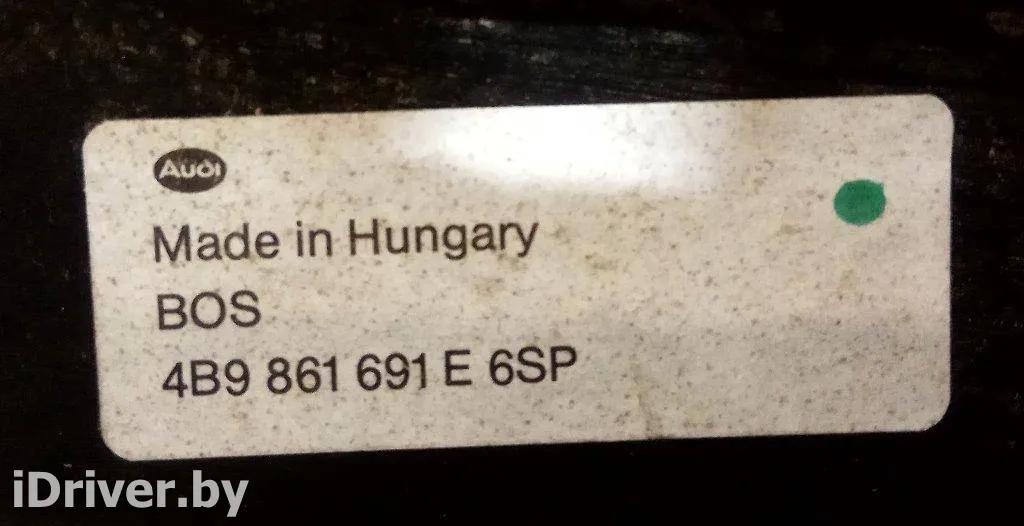 Audi
Made in Hungary
BOS
4B9 861 691 E 6SP
iDriver.by